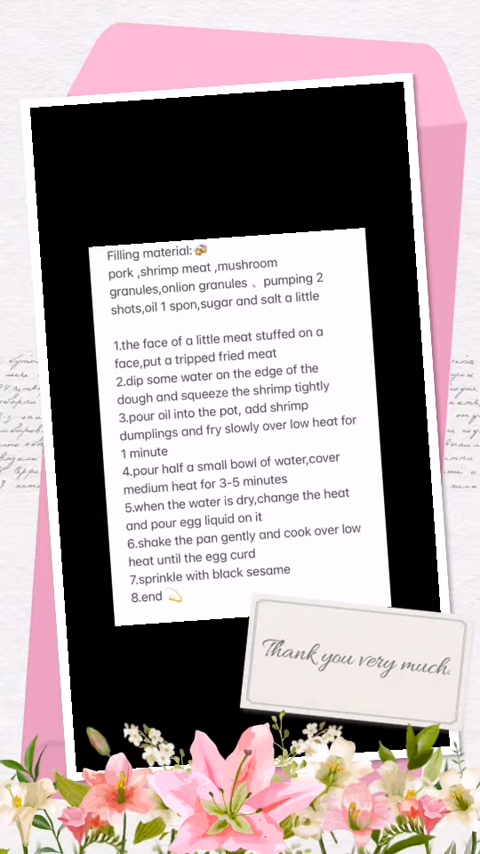 Filling material:
pork ,shrimp meat ,mushroom
granules,onlion granules 、pumping 2
shots,oil 1 spon,sugar and salt a little
1.the face of a little meat stuffed on a
face,put a tripped fried meat
2.dip some water on the edge of the
dough and squeeze the shrimp tightly
3.pour oil into the pot, add shrimp
dumplings and fry slowly over low heat for
1 minute
4.pour half a small bowl of water,cover
medium heat for 3-5 minutes
5.when the water is dry,change the heat
and pour egg liquid on it
6.shake the pan gently and cook over low
heat until the egg curd
7.sprinkle with black sesame
8.end
Thank you very much.